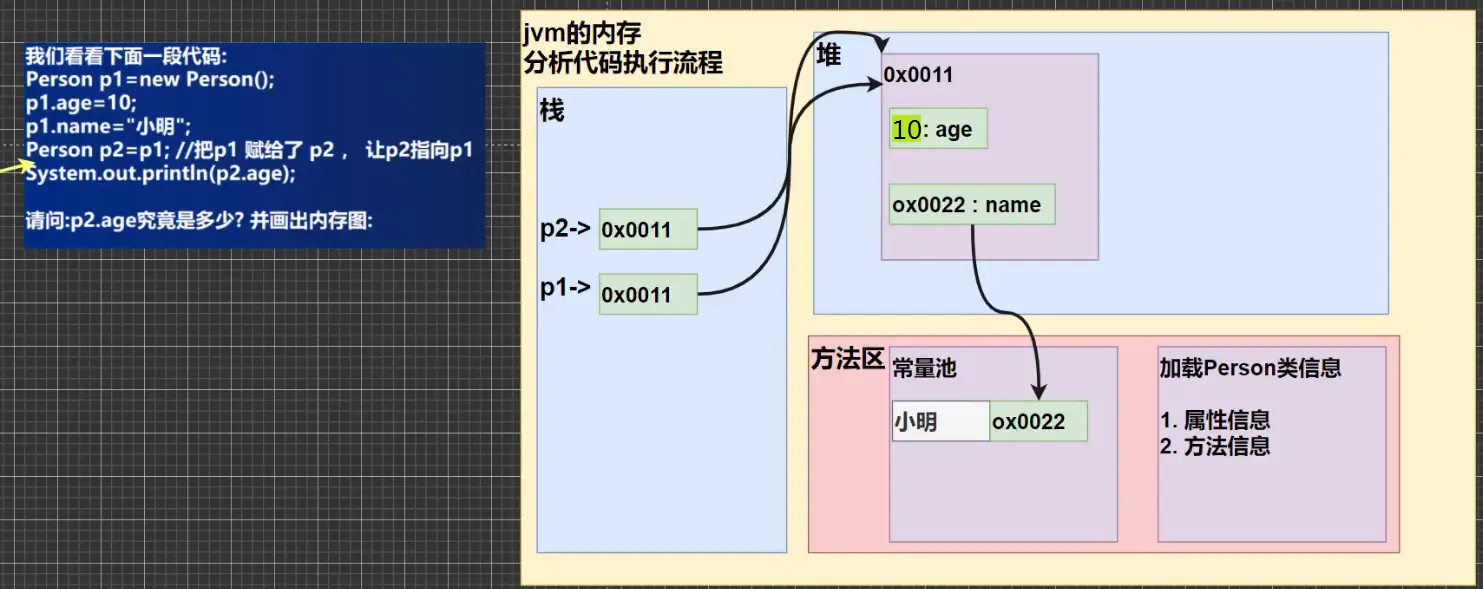 我们看看下面一段代码:
Person p1=new Person();
p1.age=10;
p1.name="小明";
Person p2=p1; //把p1 赋给了 p2 ， 让p2指向p1
System.out.println(p2.age);
请问:p2.age究竟是多少? 并画出内存图:
jvm的内存
分析代码执行流程
栈
p2-> 0x0011
p1-> 0x0011
堆
0x0011
10: age
ox0022 : name
方法区
常量池
小明 ox0022
加载Person类信息
1. 属性信息
2. 方法信息